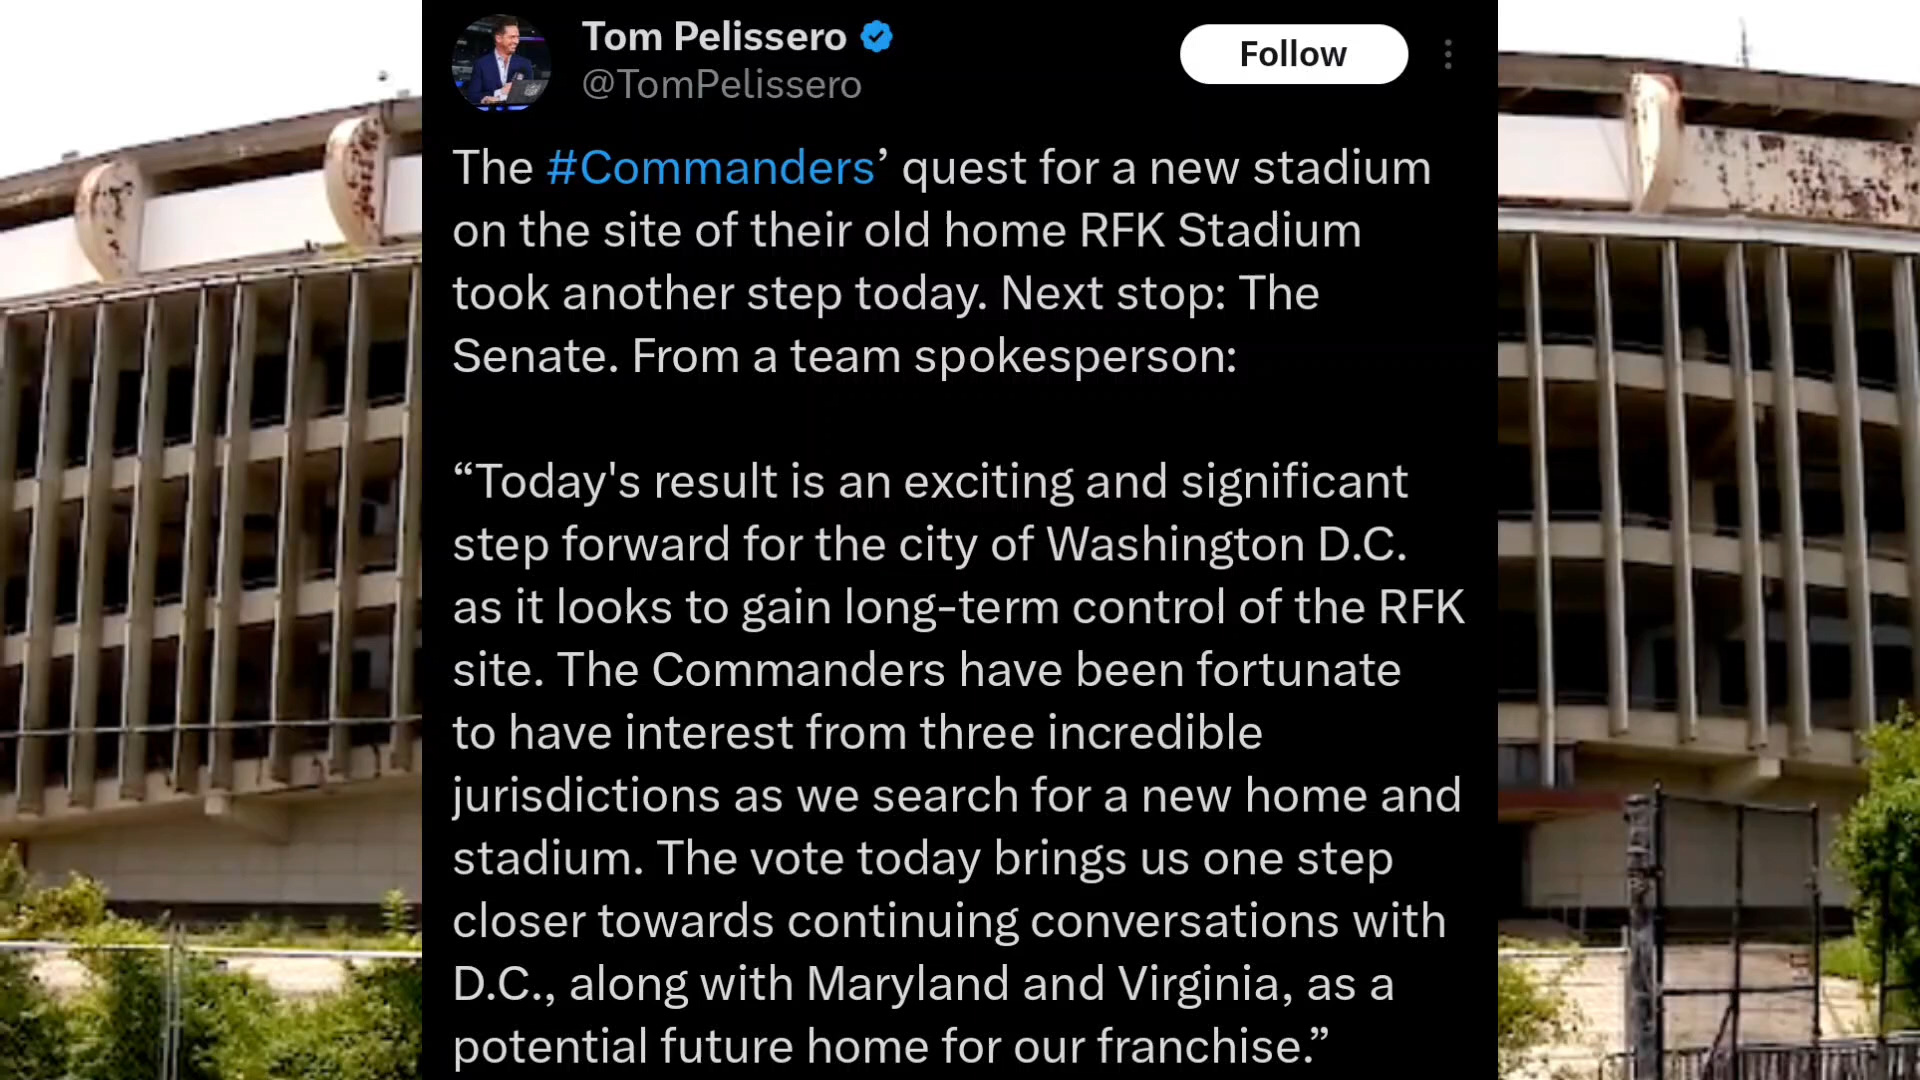 Tom Pelissero
Follow
@TomPelissero
The #Commanders’ quest for a new stadium
on the site of their old home RFK Stadium
took another step today. Next stop: The
Senate. From a team spokesperson:
“Today's result is an exciting and significant
step forward for the city of Washington D.C.
as it looks to gain long-term control of the RFK
site. The Commanders have been fortunate
to have interest from three incredible
jurisdictions as we search for a new home and
stadium. The vote today brings us one step
closer towards continuing conversations with
D.C., along with Maryland and Virginia, as a
potential future home for our franchise.”